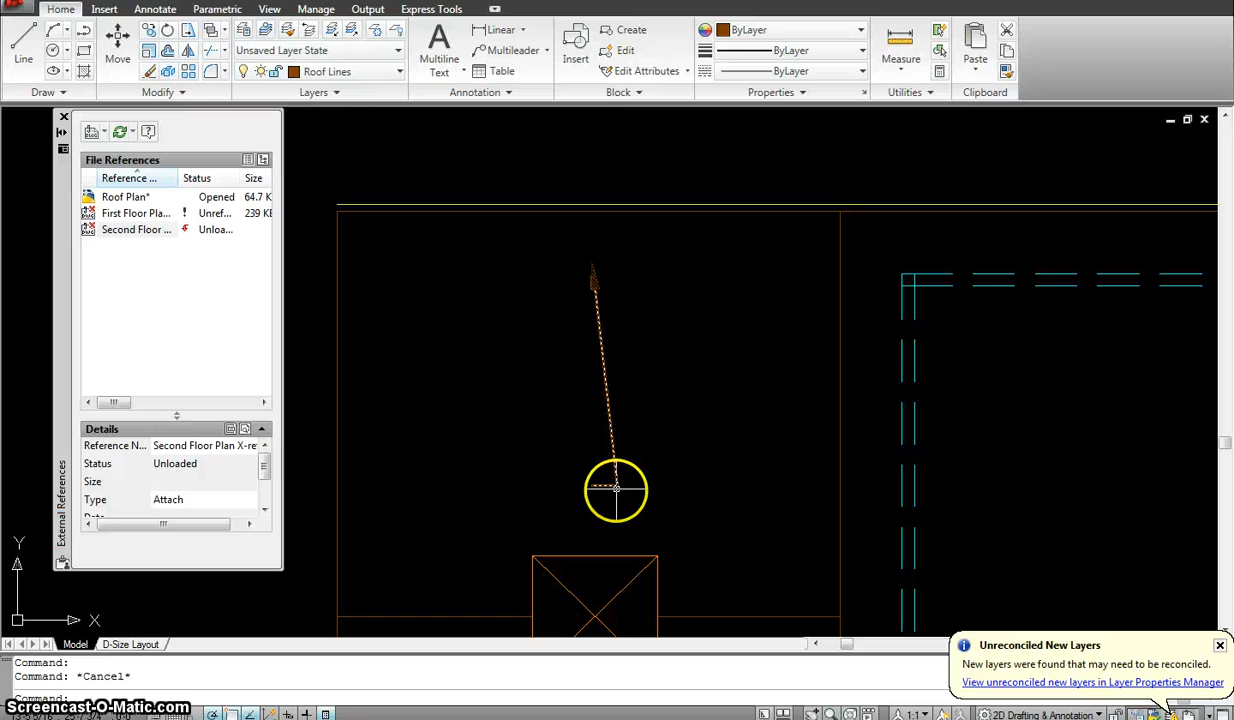 Home Insert Annotate Parametric View Manage Output Express Tools
Line
Move
Unsaved Layer State
Roof Lines
Multiline Text
Linear
Multileader
Table
Insert
Create
Edit
Edit Attributes
ByLayer
ByLayer
ByLayer
Measure
Paste
Draw Modify Layers Annotation Block Properties Utilities Clipboard
File References
Reference ... Status Size
Roof Plan* Opened 64.7 K
First Floor Pla... ! Unref... 239 KE
Second Floor ... Unloa...
Details
Reference N... Second Floor Plan X-re
Status Unloaded
Size
Type Attach
External References
Y
X
Model D-Size Layout
Command:
Command: *Cancel*
Command:
Unreconciled New Layers
New layers were found that may need to be reconciled.
View unreconciled new layers in Layer Properties Manager
Screencast-O-Matic.com
1:1
2D Drafting & Annotation